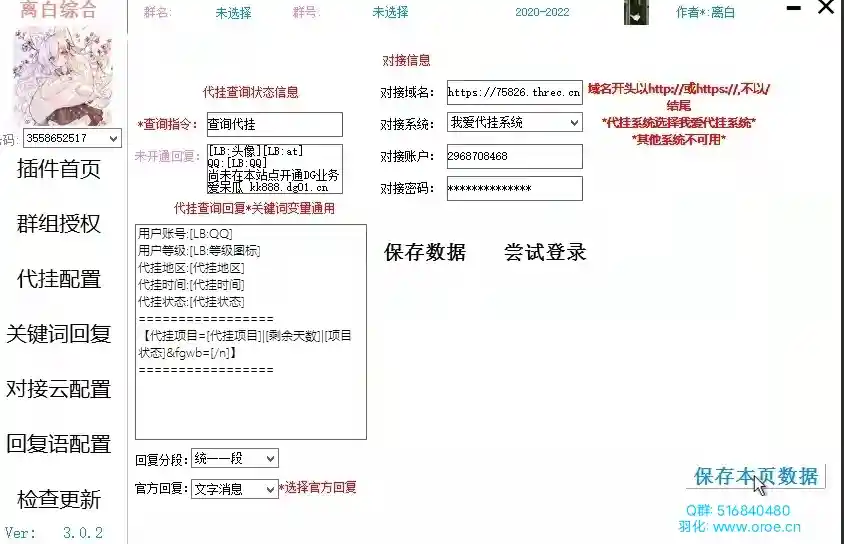 离白综合
群名: 未选择 群号: 未选择 2020-2022 作者*:离白
对接信息
代挂查询状态信息
*查询指令: 查询代挂
未开通回复: [LB:头像][LB:at]
QQ:[LB:QQ]
尚未在本站点开通DG业务
爱呆瓜 kk888.dg01.cn
代挂查询回复*关键词变量通用
用户账号:[LB:QQ]
用户等级:[LB:等级图标]
代挂地区:[代挂地区]
代挂时间:[代挂时间]
代挂状态:[代挂状态]
=================
【代挂项目=[代挂项目]|[剩余天数]|[项目
状态]&fgwb=[/n]】
=================
回复分段: 统一一段
官方回复: 文字消息 *选择官方回复
对接域名: https://75826.threc.cn
对接系统: 我爱代挂系统
对接账户: 2968708468
对接密码: **************
域名开头以http://或https://,不以/
结尾
*代挂系统选择我爱代挂系统*
*其他系统不可用*
保存数据 尝试登录
码: 3558652517
插件首页
群组授权
代挂配置
关键词回复
对接云配置
回复语配置
检查更新
Ver: 3.0.2
保存本页数据
Q群: 516840480
羽化: www.oroe.cn